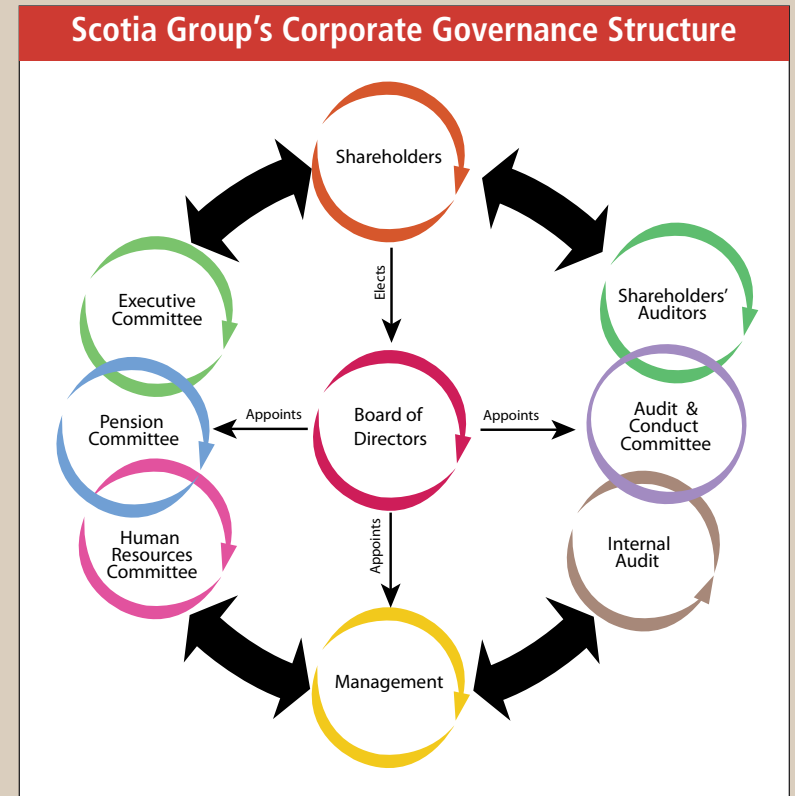 Scotia Group's Corporate Governance Structure
Shareholders
Elects
Executive
Committee
Shareholders'
Auditors
Pension
Committee
Appoints
Board of
Directors
Appoints
Audit & 
Conduct
Committee
Human
Resources
Committee
Appoints
Internal
Audit
Management